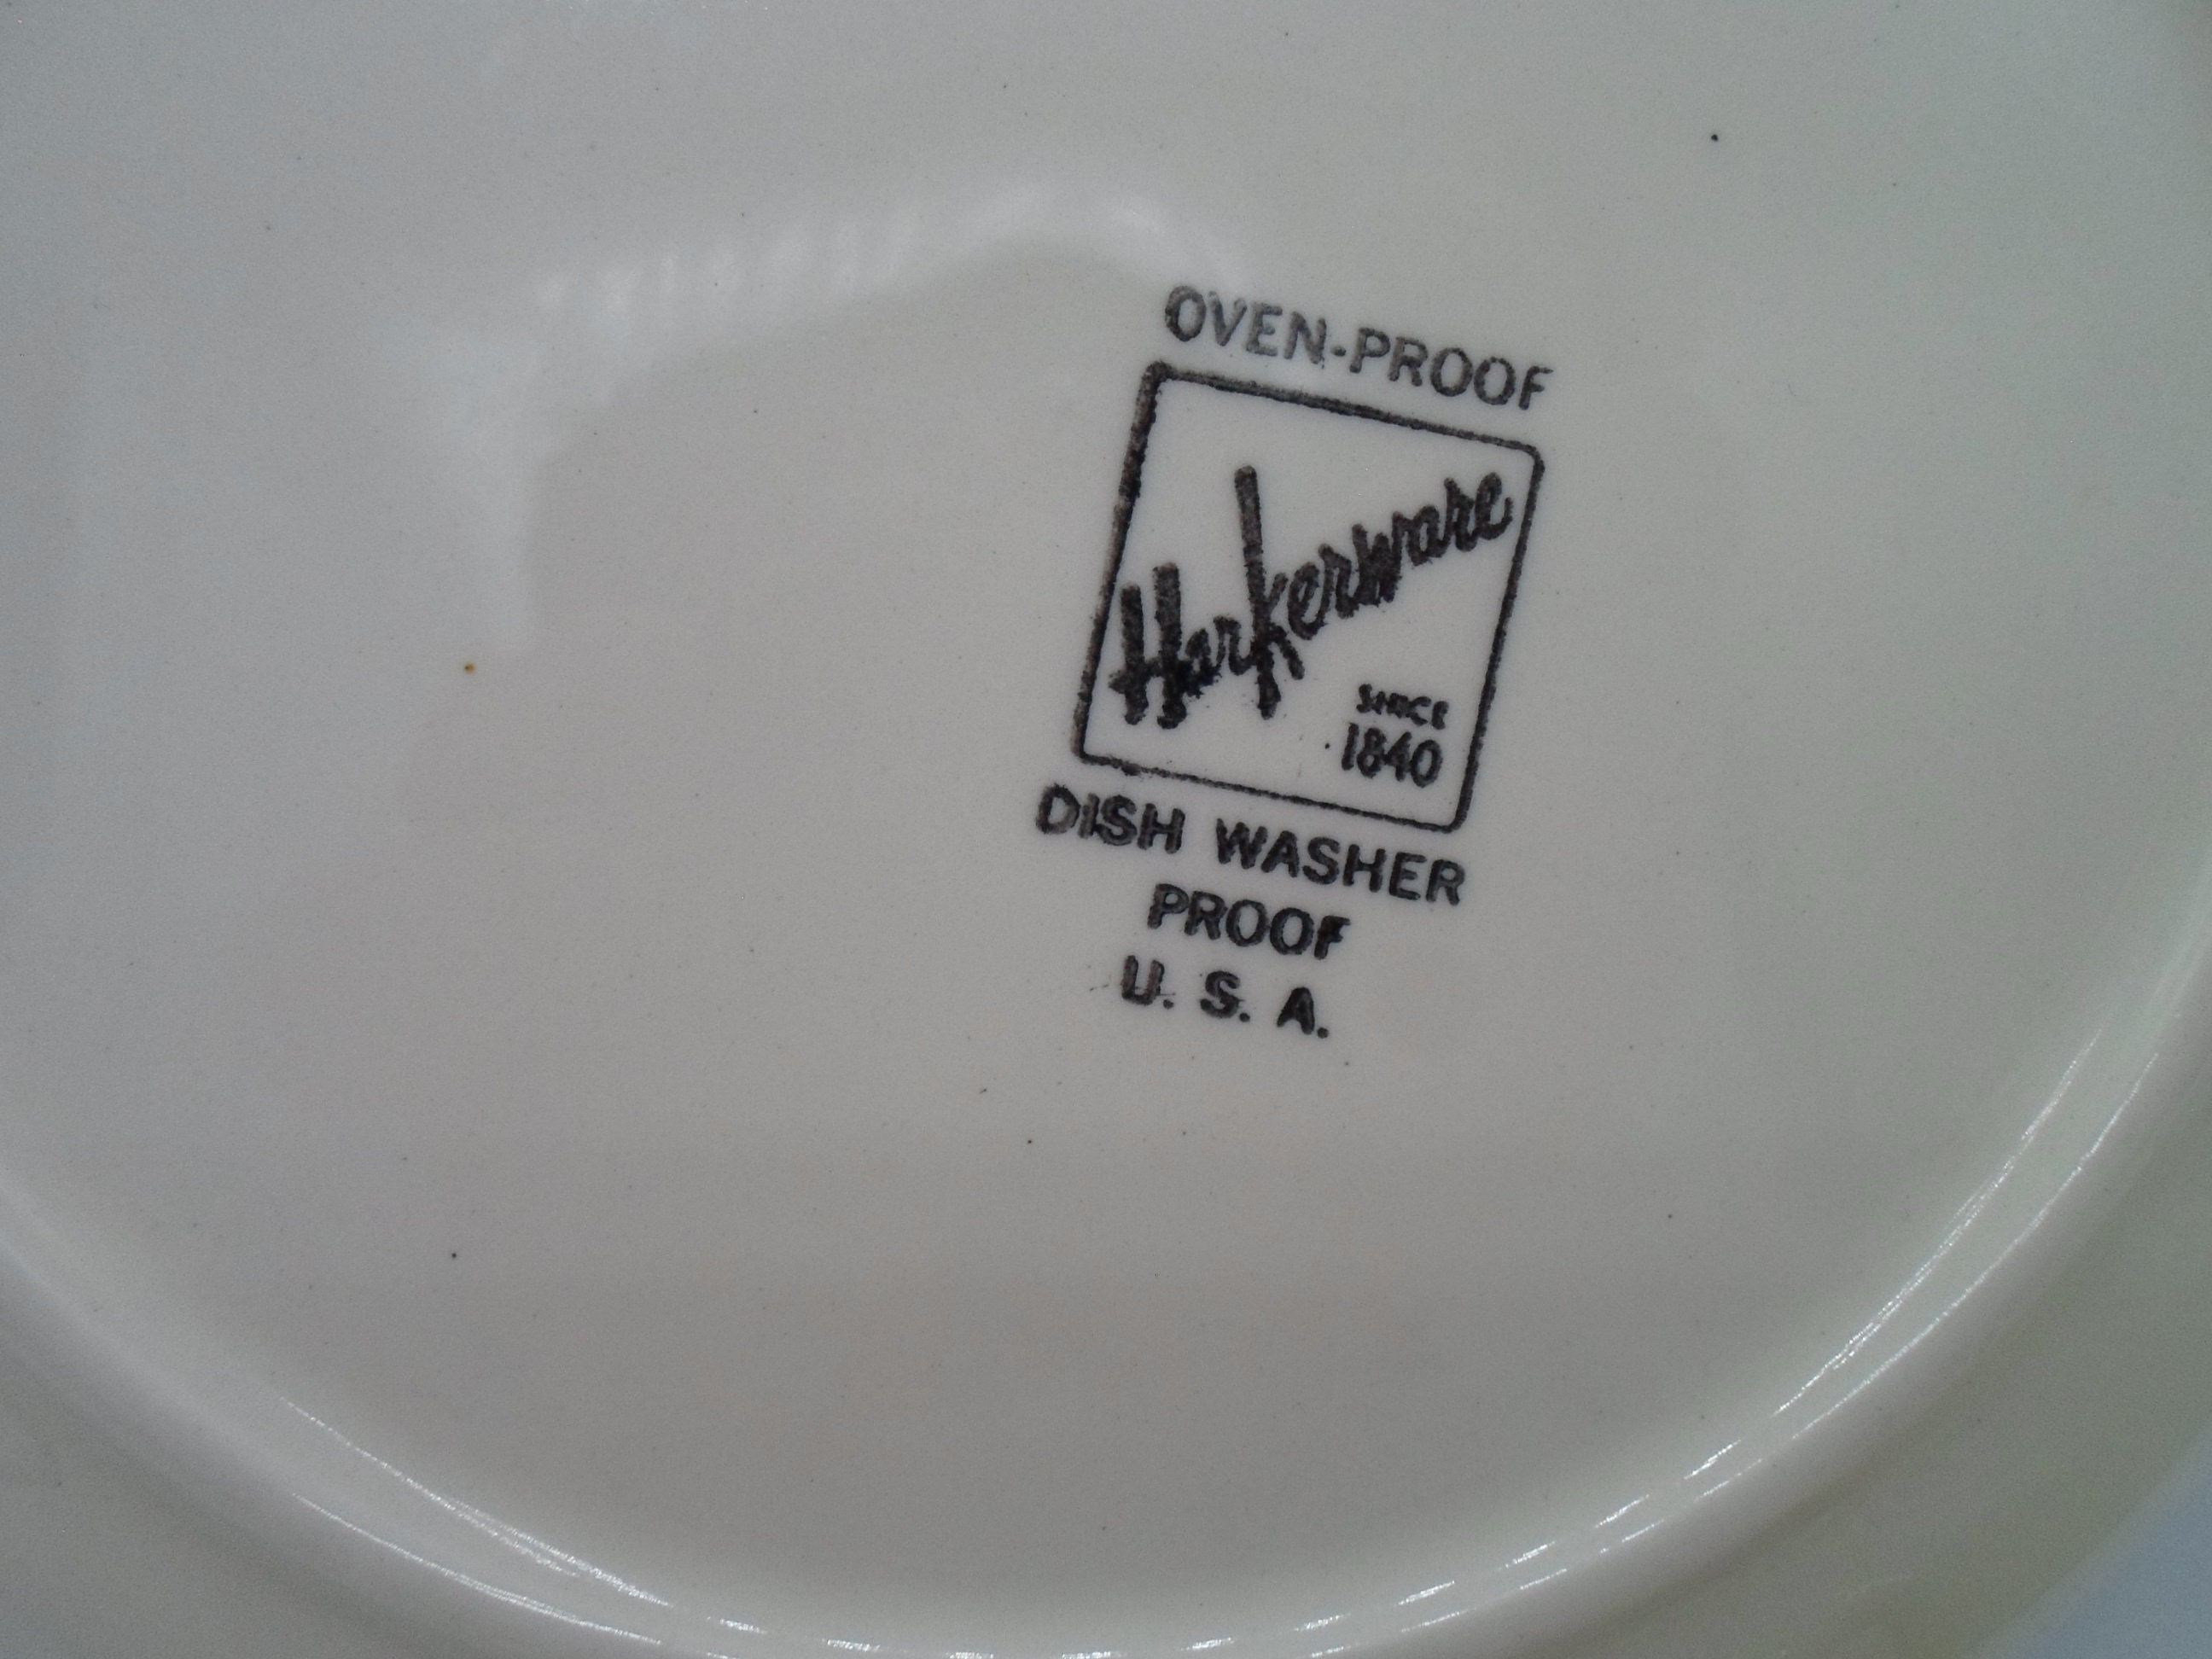 OVEN-PROOF
Harkerware
SINCE
1840
DISH WASHER
PROOF
U. S. A.